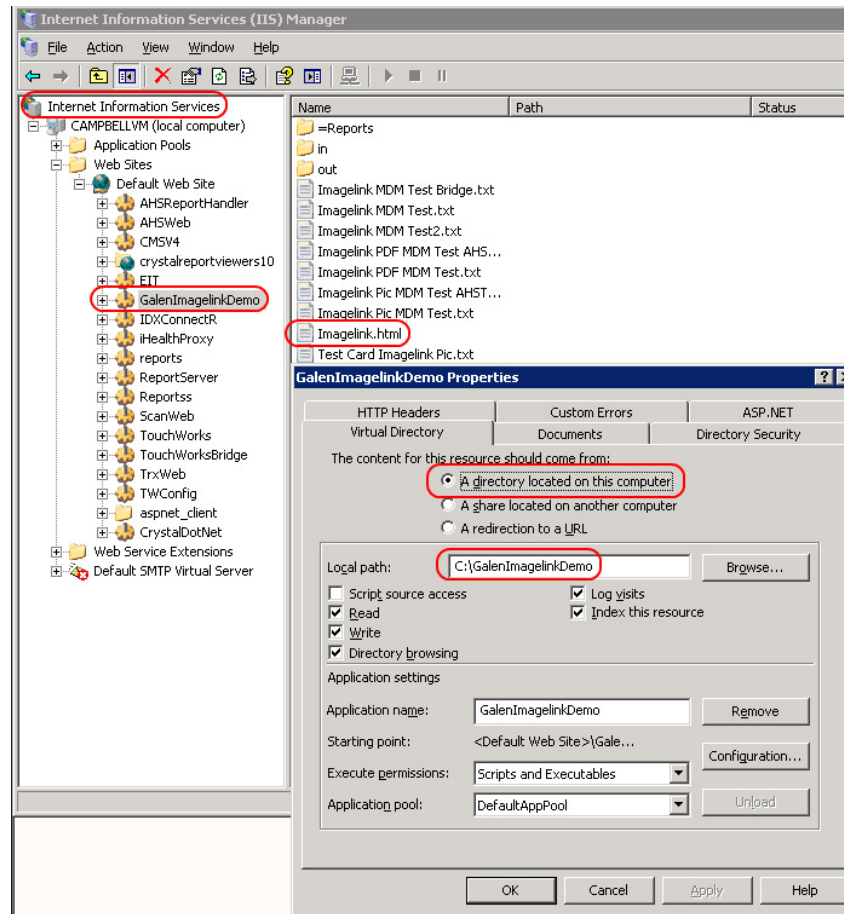 Internet Information Services (IIS) Manager
File Action View Window Help
Internet Information Services
CAMPBELLVM (local computer)
Application Pools
Web Sites
Default Web Site
AHSReportHandler
AHSWeb
CMSV4
crystalreportviewers10
EIT
GalenImagelinkDemo
IDXConnectR
iHealthProxy
reports
ReportServer
Reportss
ScanWeb
TouchWorks
TouchWorksBridge
TrxWeb
TWConfig
aspnet_client
CrystalDotNet
Web Service Extensions
Default SMTP Virtual Server
Name Path Status
=Reports
in
out
Imagelink MDM Test Bridge.txt
Imagelink MDM Test.txt
Imagelink MDM Test2.txt
Imagelink PDF MDM Test AHS...
Imagelink PDF MDM Test.txt
Imagelink Pic MDM Test AHST...
Imagelink Pic MDM Test.txt
Imagelink.html
Test Card Imagelink Pic.txt
GalenImagelinkDemo Properties
HTTP Headers Custom Errors ASP.NET
Virtual Directory Documents Directory Security
The content for this resource should come from:
A directory located on this computer
A share located on another computer
A redirection to a URL
Local path: C:\GalenImagelinkDemo Browse...
Script source access Log visits
Read Index this resource
Write
Directory browsing
Application settings
Application name: GalenImagelinkDemo Remove
Starting point: <Default Web Site>\Gale...
Configuration...
Execute permissions: Scripts and Executables
Application pool: DefaultAppPool Unload
OK Cancel Apply Help